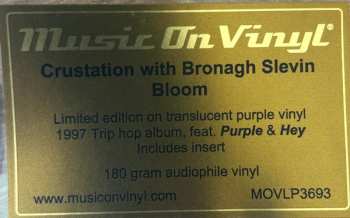 Music On Vinyl®
Crustation with Bronagh Slevin
Bloom
Limited edition on translucent purple vinyl
1997 Trip hop album, feat. Purple & Hey
Includes insert
180 gram audiophile vinyl
www.musiconvinyl.com MOVLP3693